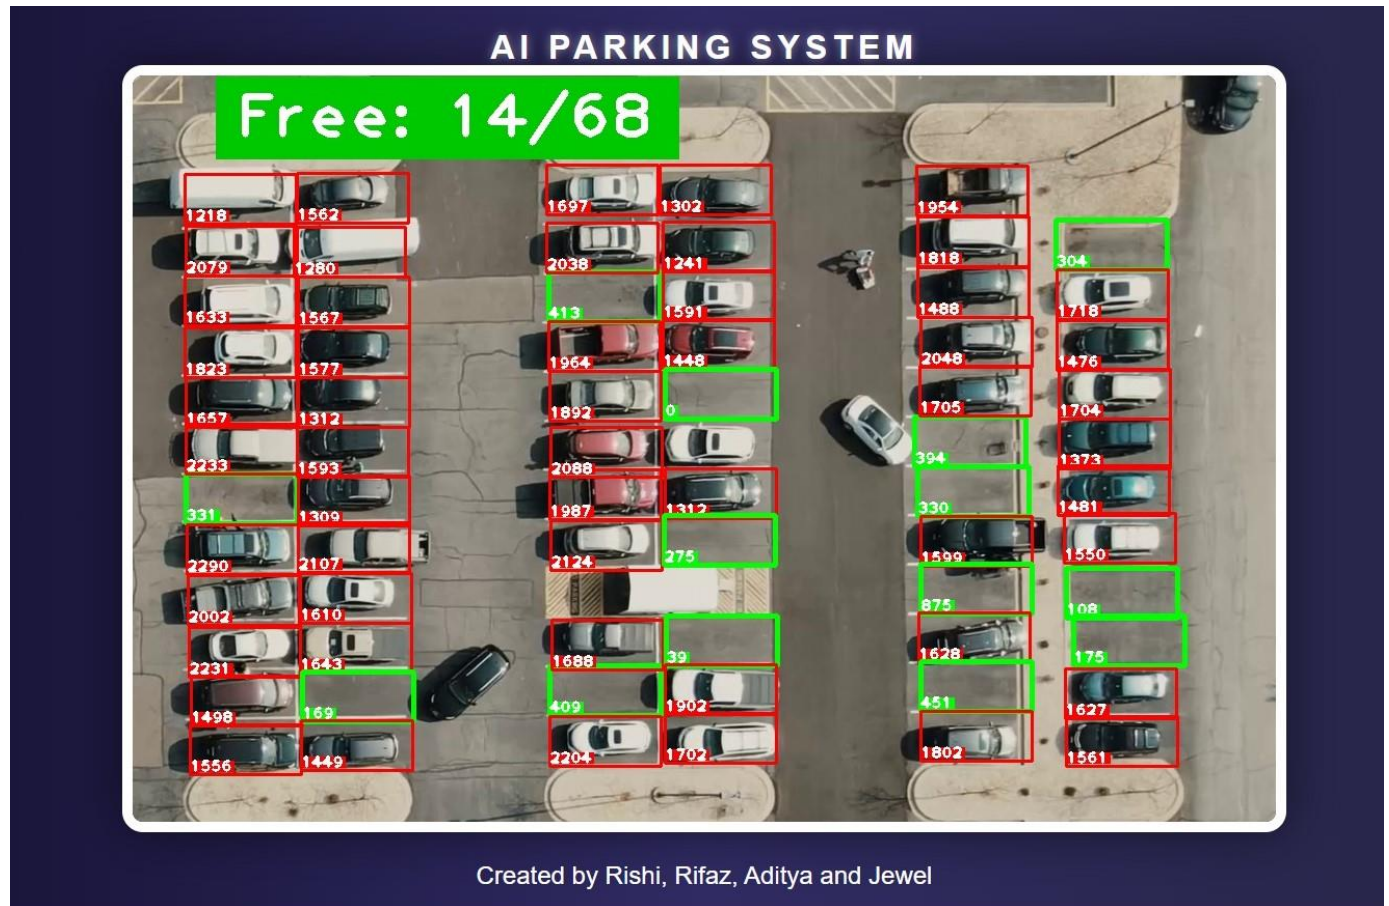 AI PARKING SYSTEM
Free: 14/68
1218 1562 1697 1302 1954
2079 1280 2038 1241 1818 304
1633 1567 413 1591 1488 1718
1823 1577 1964 1448 2048 1476
1657 1312 1892 0 1705 1704
2233 1593 2088 394 1373
331 1309 1987 1312 330 1481
2290 2107 2124 275 1599 1550
2002 1610 875 108
2231 1643 1688 39 1628 175
1498 169 409 1902 451 1627
1556 1449 2204 1702 1802 1561
Created by Rishi, Rifaz, Aditya and Jewel